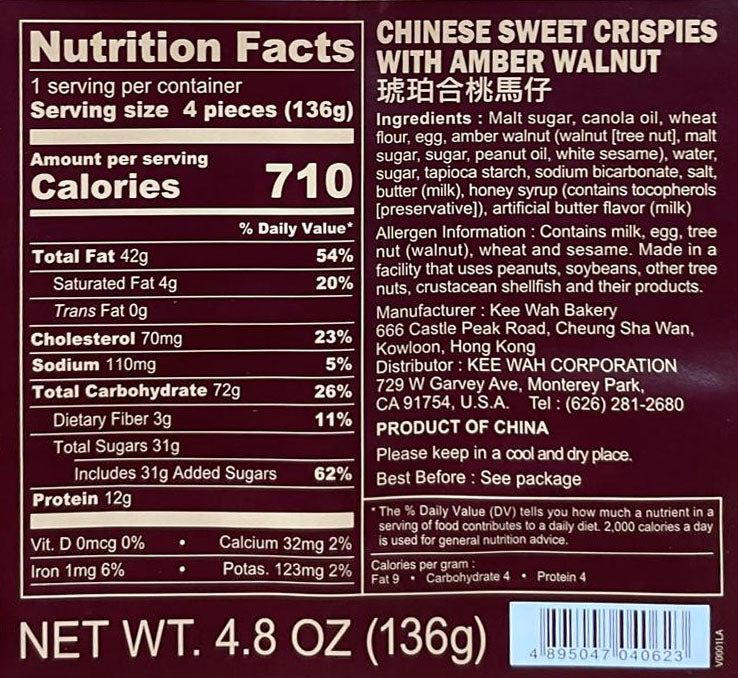 Nutrition Facts
1 serving per container
Serving size 4 pieces (136g)
Amount per serving
Calories 710
% Daily Value*
Total Fat 42g 54%
Saturated Fat 4g 20%
Trans Fat 0g
Cholesterol 70mg 23%
Sodium 110mg 5%
Total Carbohydrate 72g 26%
Dietary Fiber 3g 11%
Total Sugars 31g
Includes 31g Added Sugars 62%
Protein 12g
Vit. D 0mcg 0% • Calcium 32mg 2%
Iron 1mg 6% • Potas. 123mg 2%
CHINESE SWEET CRISPIES
WITH AMBER WALNUT
琥珀合桃馬仔
Ingredients : Malt sugar, canola oil, wheat
flour, egg, amber walnut (walnut [tree nut], malt
sugar, sugar, peanut oil, white sesame), water,
sugar, tapioca starch, sodium bicarbonate, salt,
butter (milk), honey syrup (contains tocopherols
[preservative]), artificial butter flavor (milk)
Allergen Information : Contains milk, egg, tree
nut (walnut), wheat and sesame. Made in a
facility that uses peanuts, soybeans, other tree
nuts, crustacean shellfish and their products.
Manufacturer : Kee Wah Bakery
666 Castle Peak Road, Cheung Sha Wan,
Kowloon, Hong Kong
Distributor : KEE WAH CORPORATION
729 W Garvey Ave, Monterey Park,
CA 91754, U.S.A. Tel : (626) 281-2680
PRODUCT OF CHINA
Please keep in a cool and dry place.
Best Before : See package
* The % Daily Value (DV) tells you how much a nutrient in a
serving of food contributes to a daily diet. 2,000 calories a day
is used for general nutrition advice.
Calories per gram :
Fat 9 • Carbohydrate 4 • Protein 4
NET WT. 4.8 OZ (136g)
4 895047 040623
V0001LA